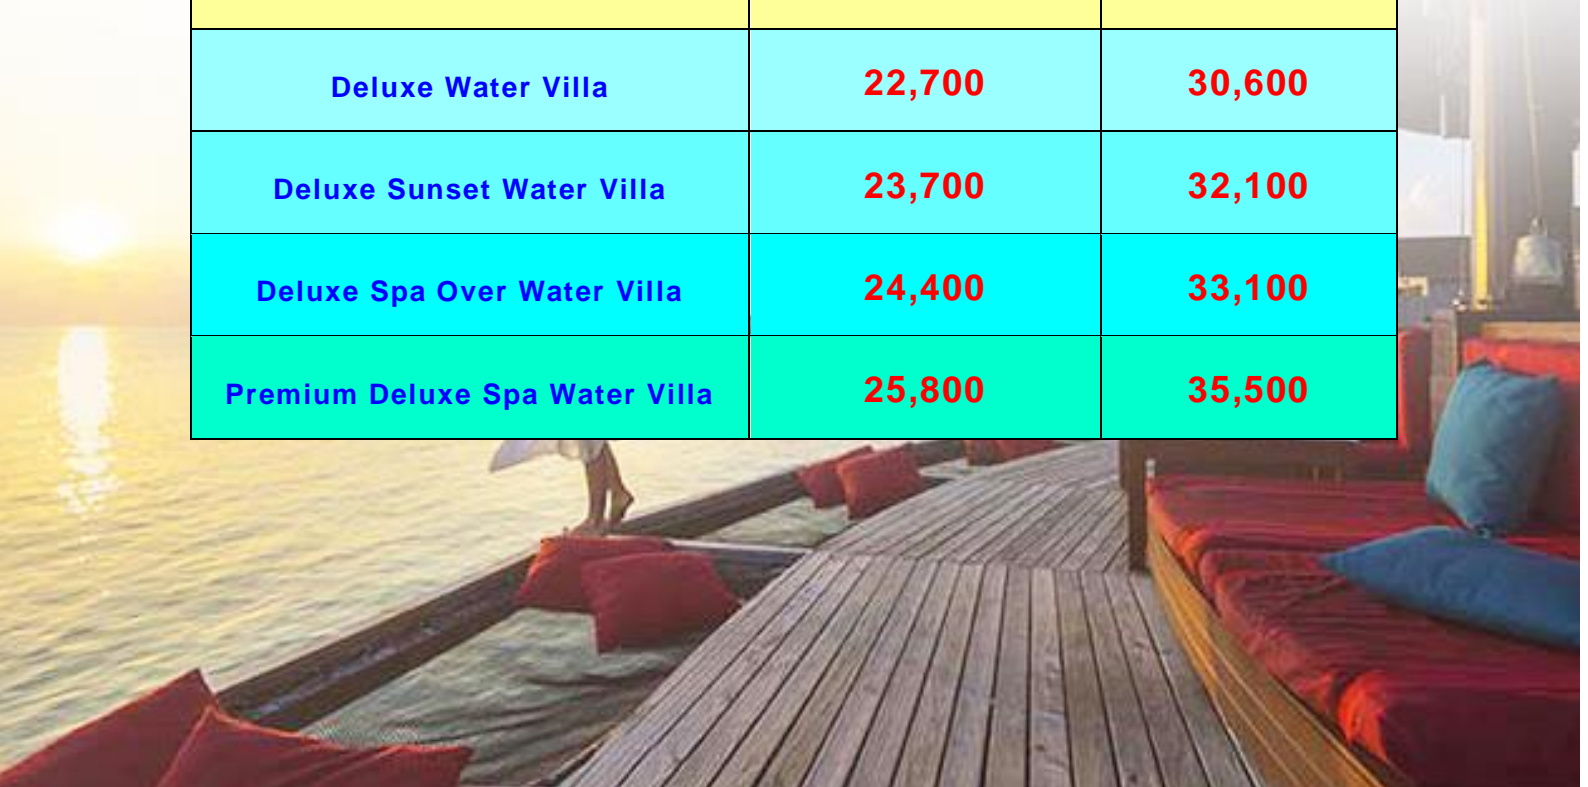 Deluxe Water Villa 22,700 30,600
Deluxe Sunset Water Villa 23,700 32,100
Deluxe Spa Over Water Villa 24,400 33,100
Premium Deluxe Spa Water Villa 25,800 35,500